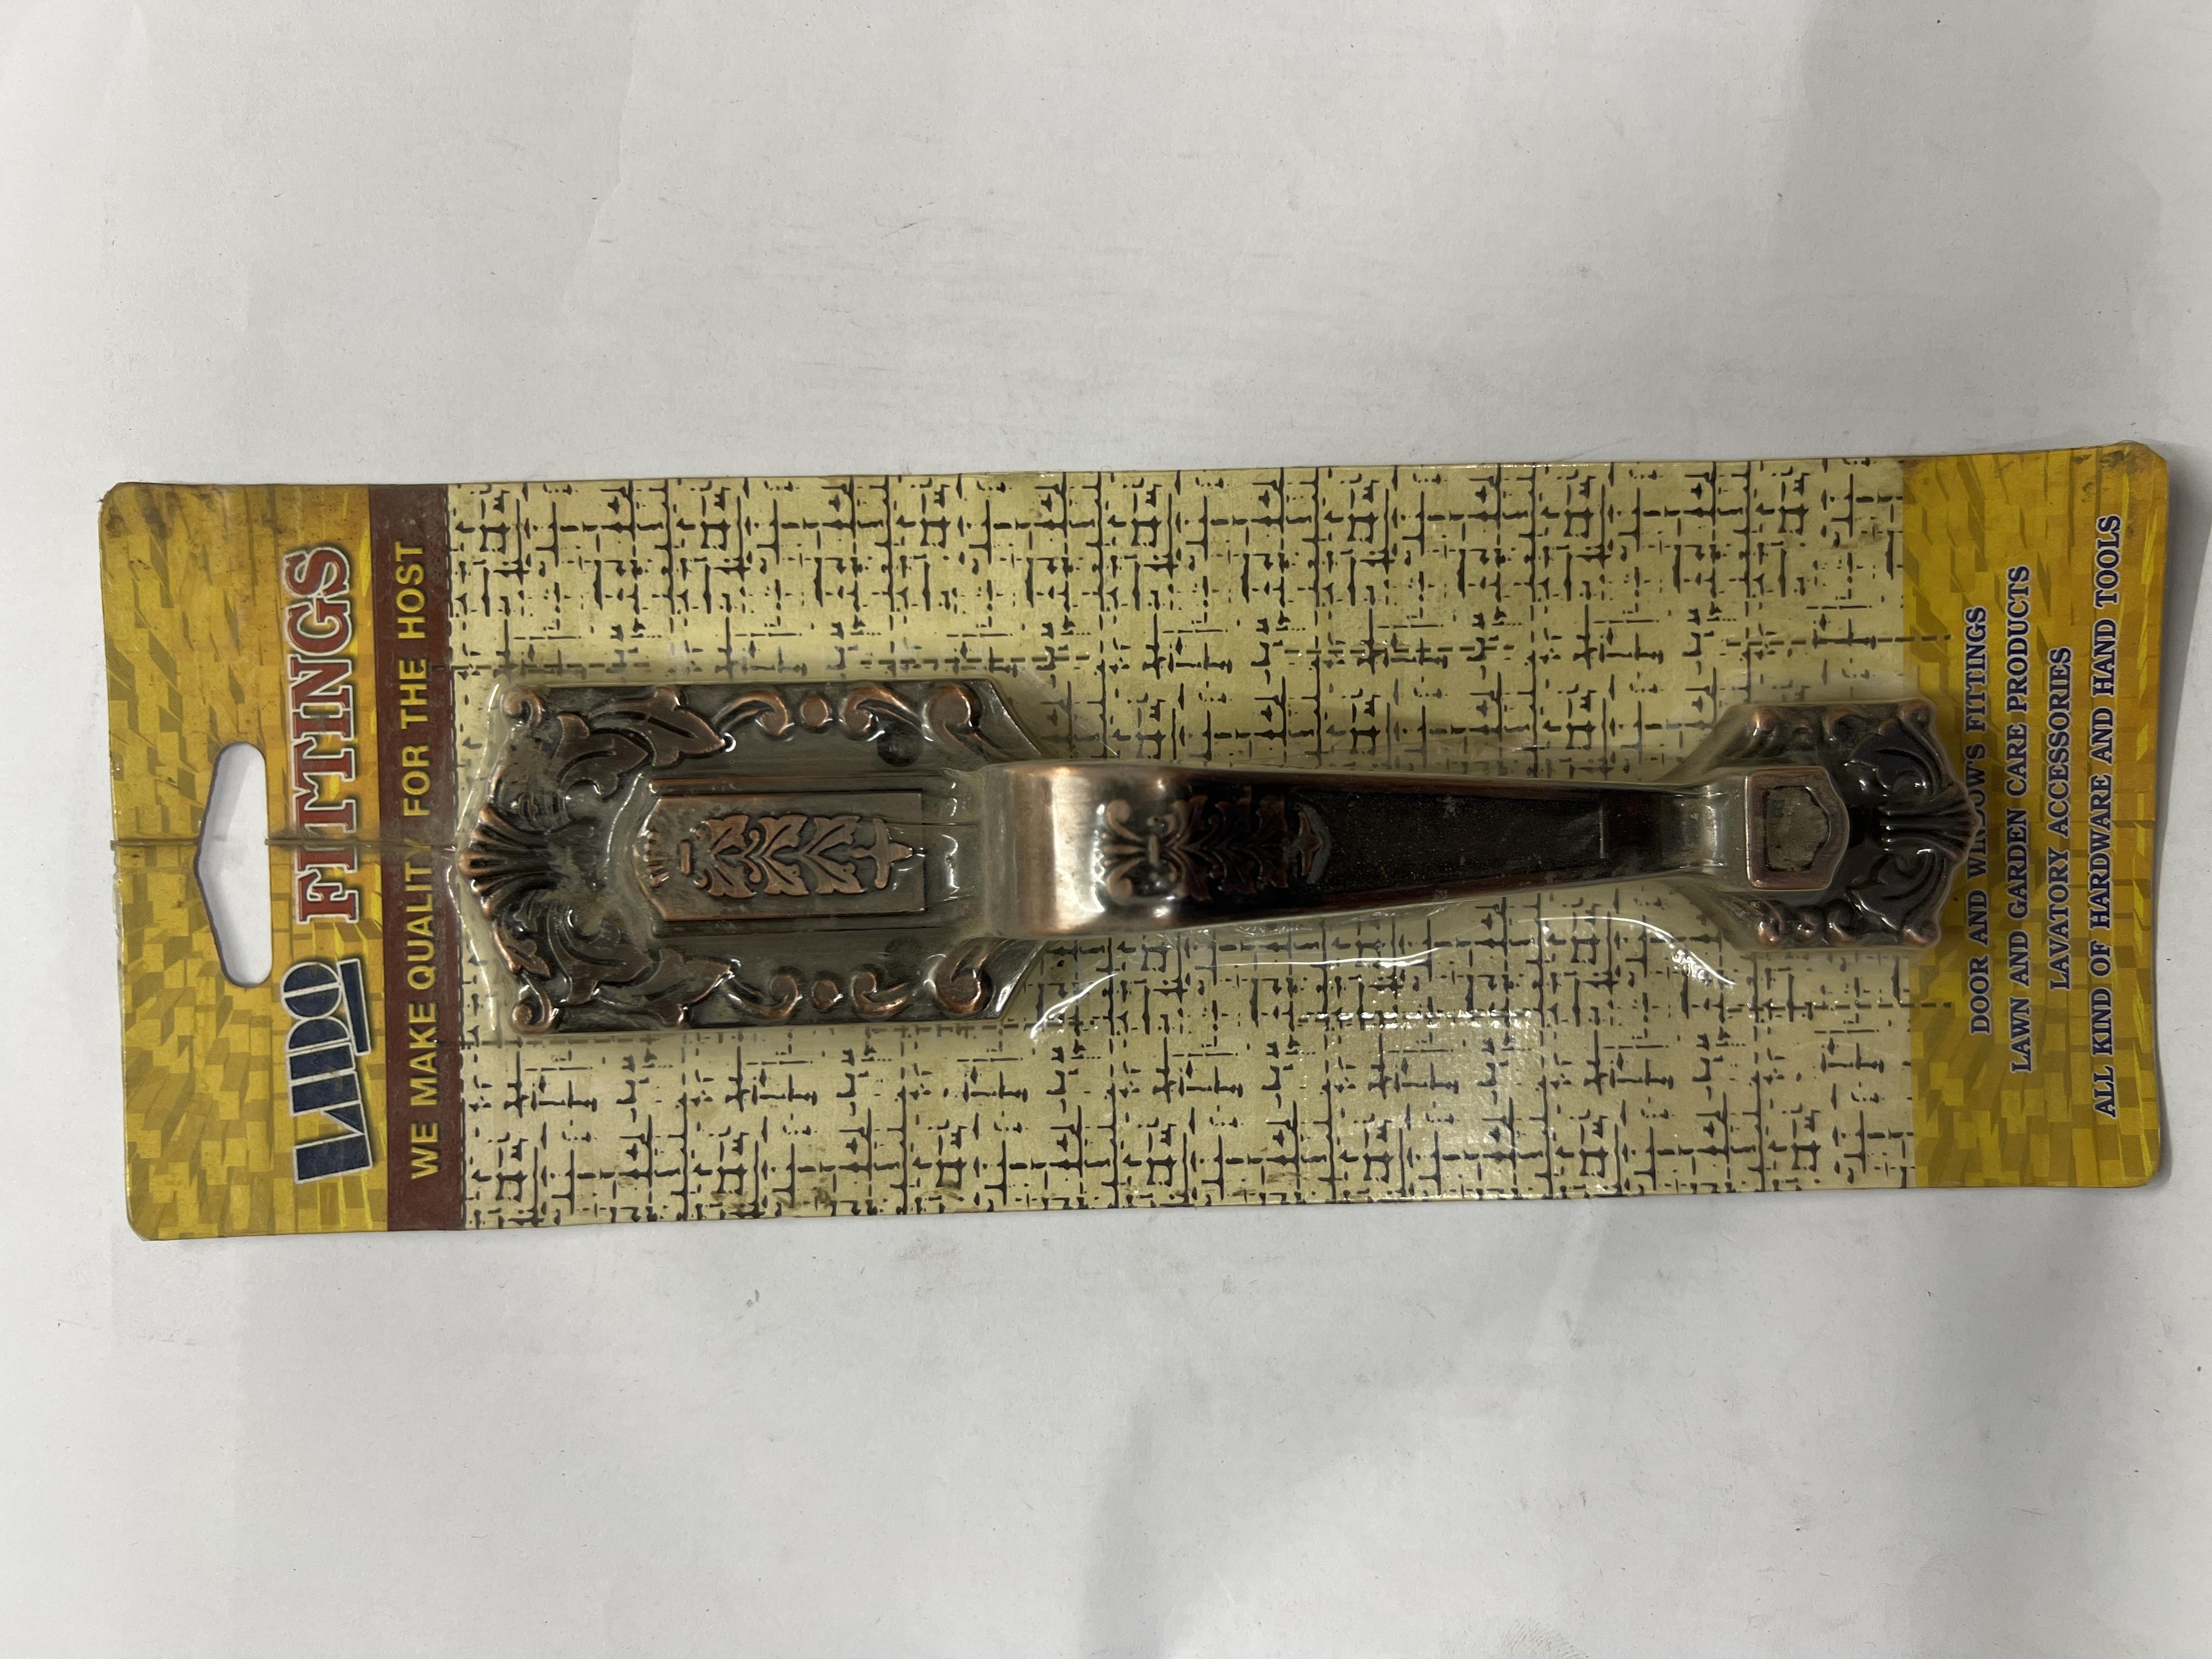 LIDO FITTINGS
WE MAKE QUALITY FOR THE HOST
DOOR AND WINDOW'S FITTINGS
LAWN AND GARDEN CARE PRODUCTS
LAVATORY ACCESSORIES
ALL KIND OF HARDWARE AND HAND TOOLS